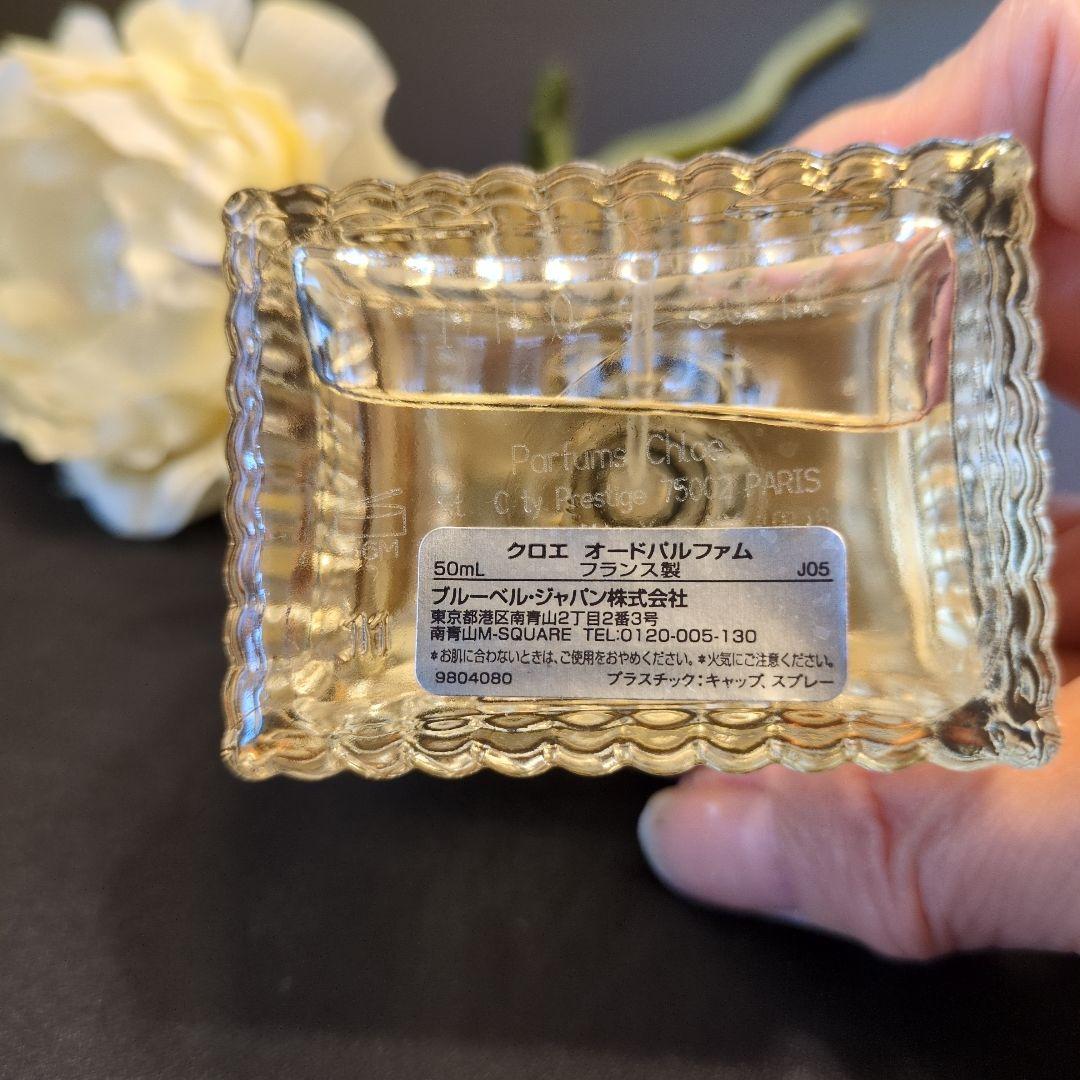 Parfums Chloé
City Prestige 75002 PARIS
クロエ オードパルファム
50mL フランス製 J05
ブルーベル・ジャパン株式会社
東京都港区南青山2丁目2番3号
南青山M-SQUARE TEL:0120-005-130
*お肌に合わないときは、ご使用をおやめください。*火気にご注意ください。
9804080 プラスチック:キャップ、スプレー